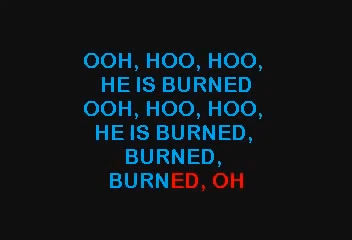 OOH, HOO, HOO,
HE IS BURNED
OOH, HOO, HOO,
HE IS BURNED,
BURNED,
BURNED, OH